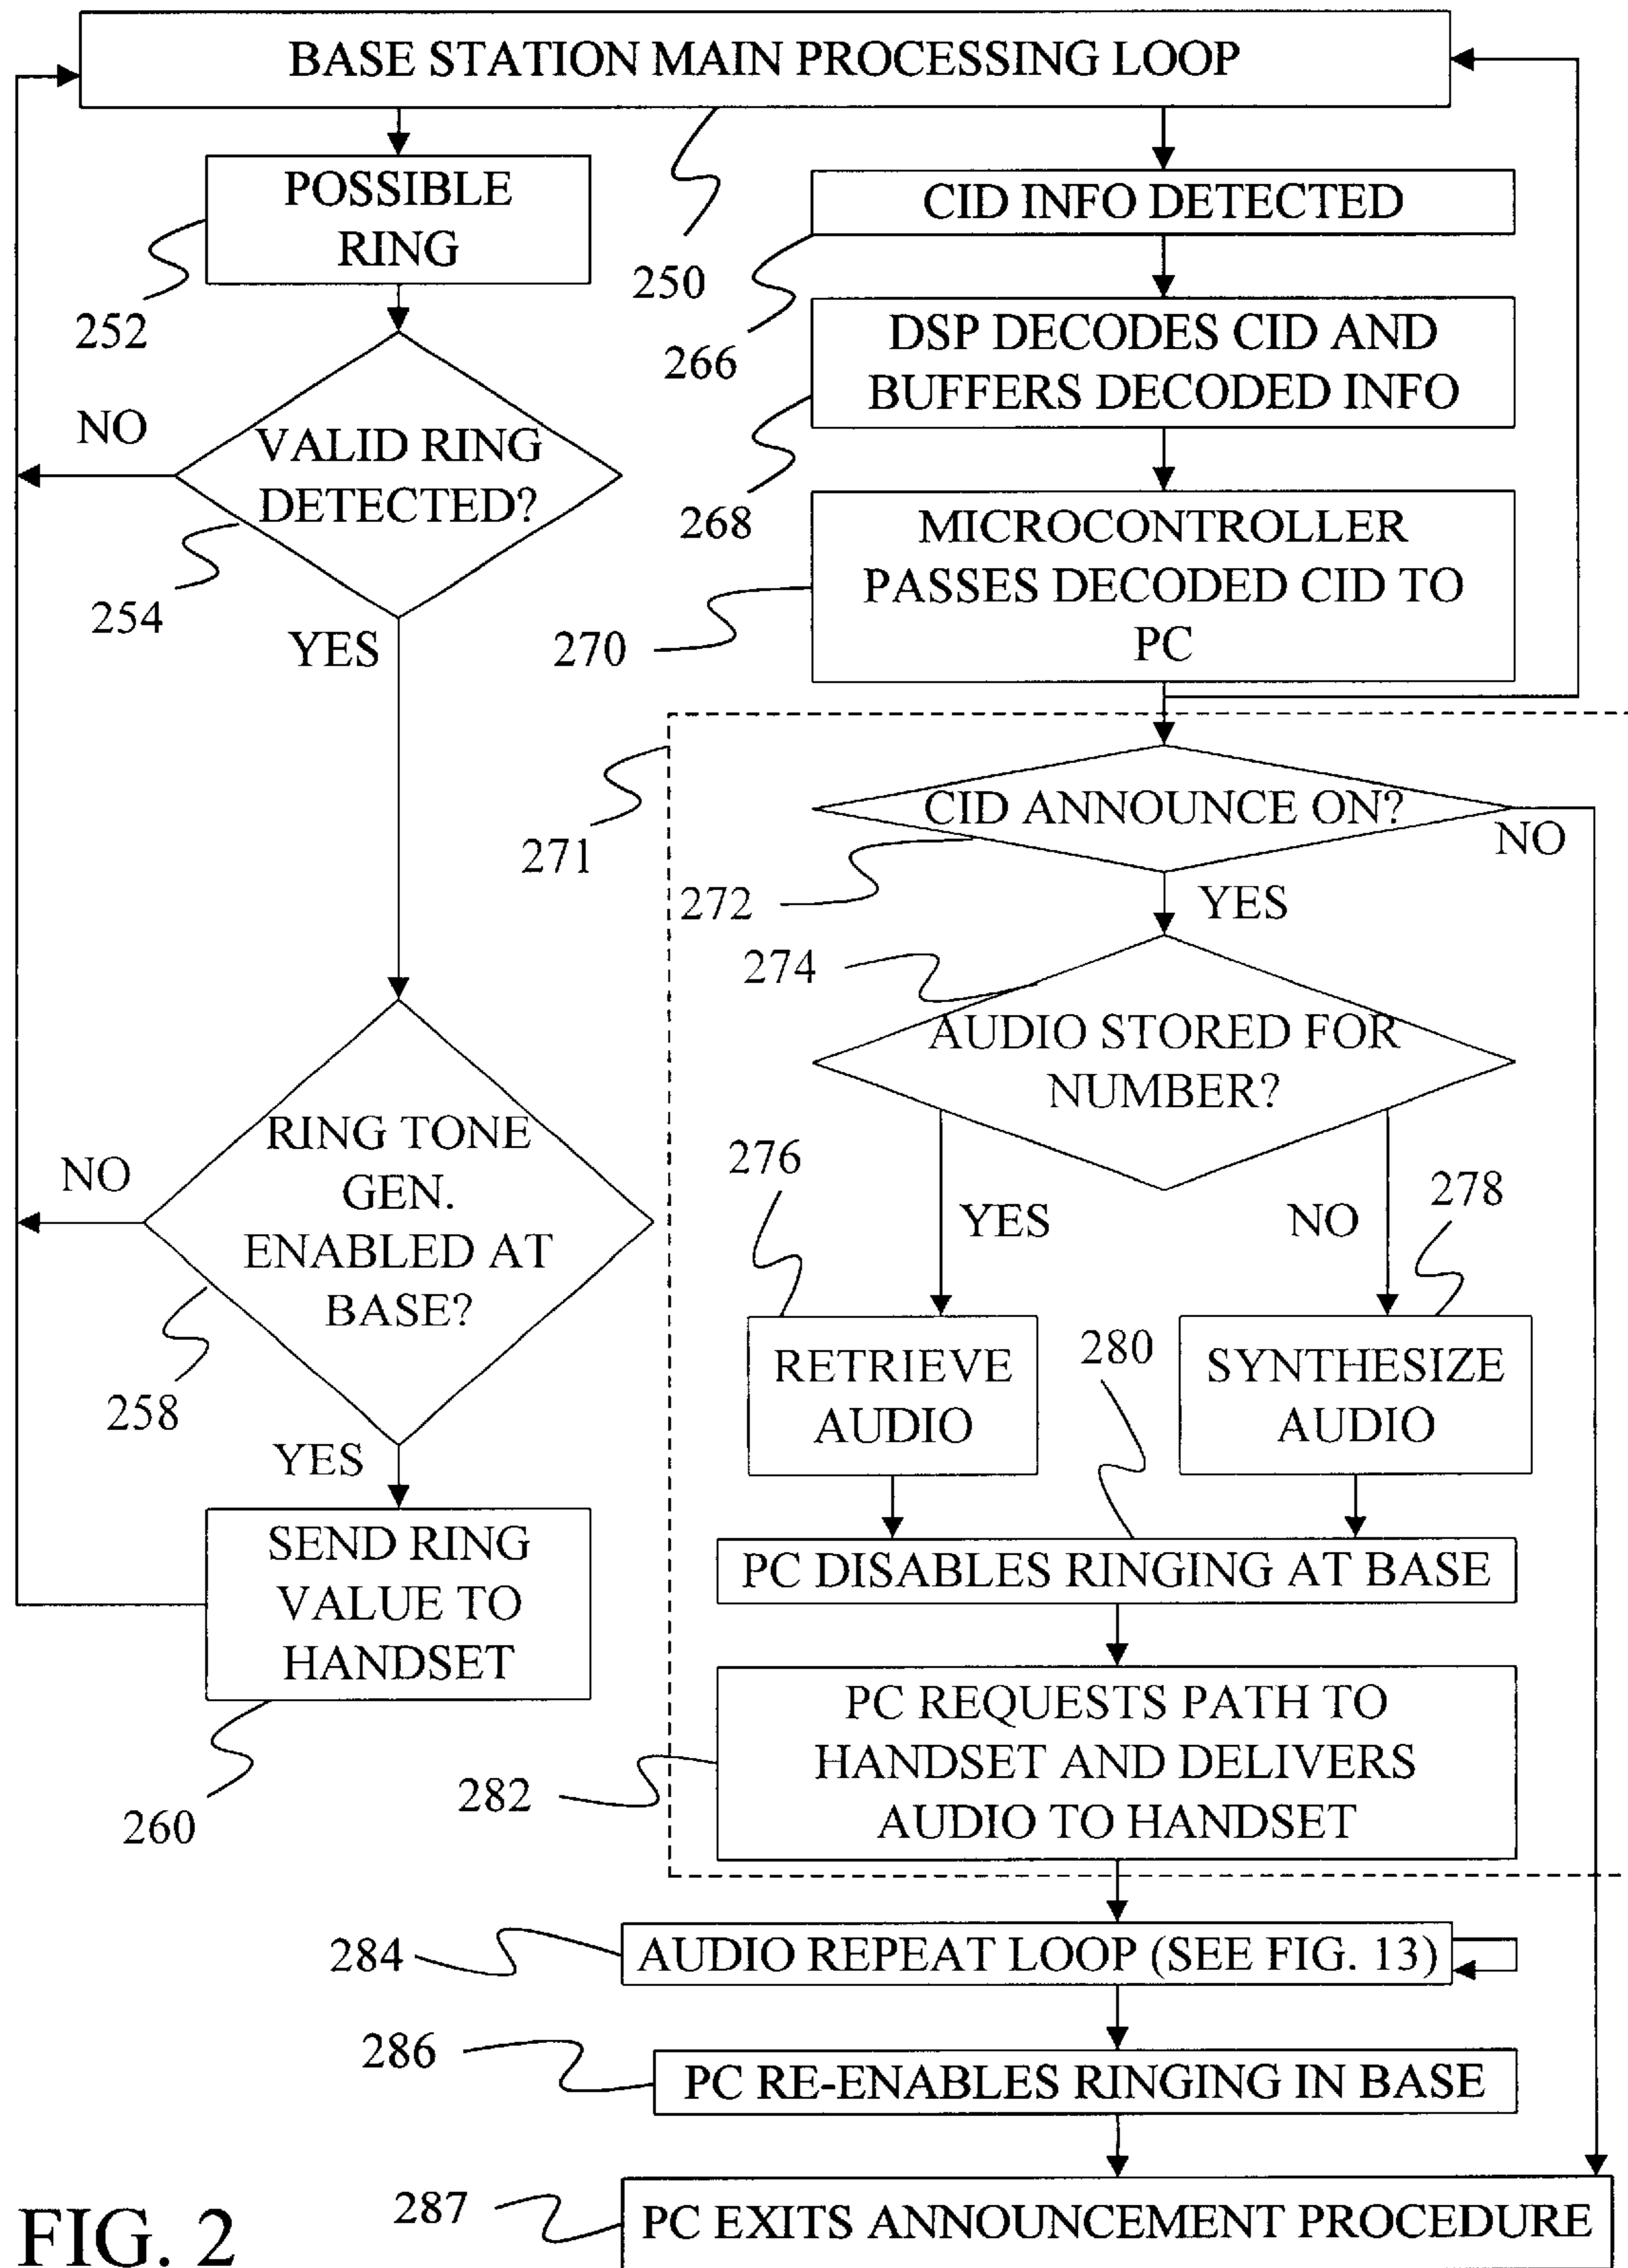 BASE STATION MAIN PROCESSING LOOP
250
POSSIBLE
RING
252
VALID RING
DETECTED?
NO
254
YES
RING TONE
GEN.
ENABLED AT
BASE?
NO
258
YES
SEND RING
VALUE TO
HANDSET
260
CID INFO DETECTED
266
DSP DECODES CID AND
BUFFERS DECODED INFO
268
MICROCONTROLLER
PASSES DECODED CID TO
PC
270
271
CID ANNOUNCE ON?
NO
272
YES
274
AUDIO STORED FOR
NUMBER?
276
YES
NO
278
RETRIEVE
AUDIO
280
SYNTHESIZE
AUDIO
PC DISABLES RINGING AT BASE
PC REQUESTS PATH TO
HANDSET AND DELIVERS
AUDIO TO HANDSET
282
284
AUDIO REPEAT LOOP (SEE FIG. 13)
286
PC RE-ENABLES RINGING IN BASE
287
PC EXITS ANNOUNCEMENT PROCEDURE
FIG. 2